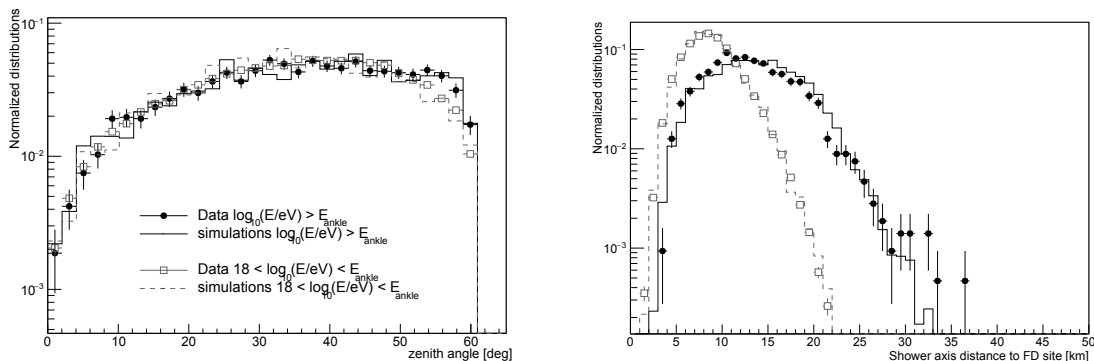 Normalized distributions
10⁻¹
10⁻²
10⁻³
Data log₁₀(E/eV) > E_ankle
simulations log₁₀(E/eV) > E_ankle
Data 18 < log₁₀(E/eV) < E_ankle
simulations 18 < log₁₀(E/eV) < E_ankle
0 10 20 30 40 50 60
zenith angle [deg]
Normalized distributions
10⁻¹
10⁻²
10⁻³
0 5 10 15 20 25 30 35 40 45 50
Shower axis distance to FD site [km]